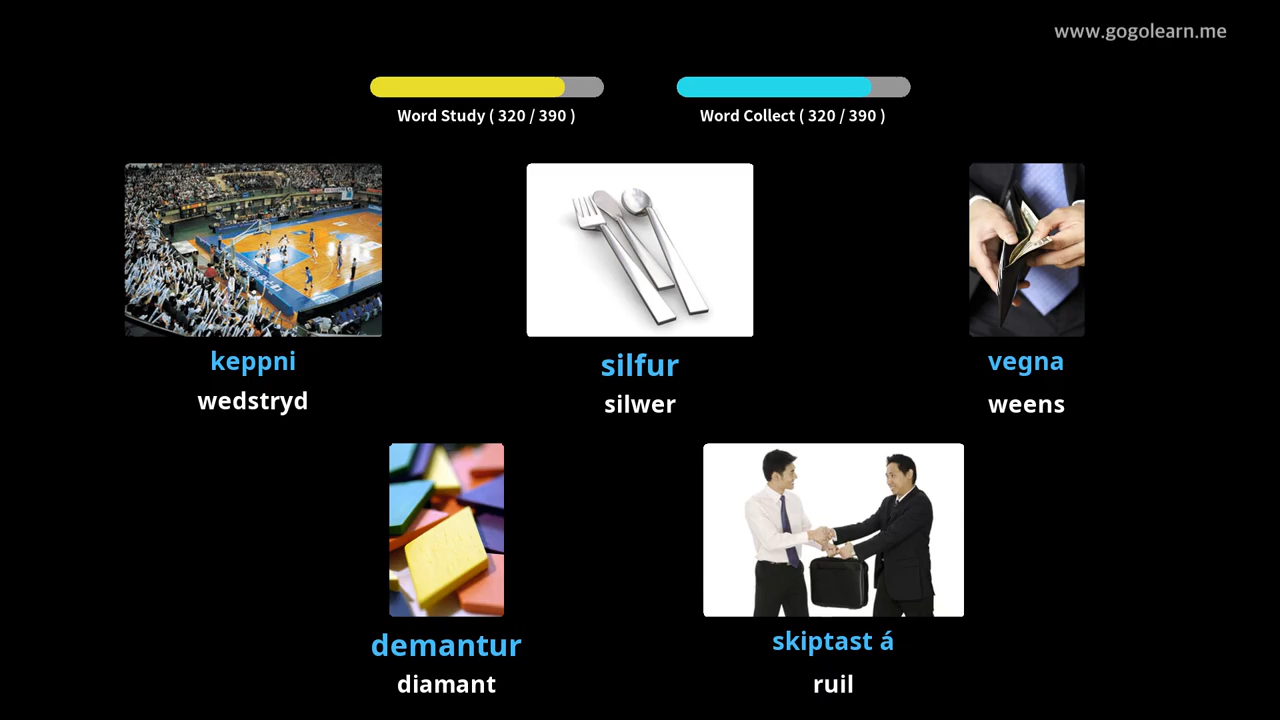 www.gogolearn.me
Word Study ( 320 / 390 )
Word Collect ( 320 / 390 )
keppni
wedstryd
silfur
silwer
vegna
weens
demantur
diamant
skiptast á
ruil